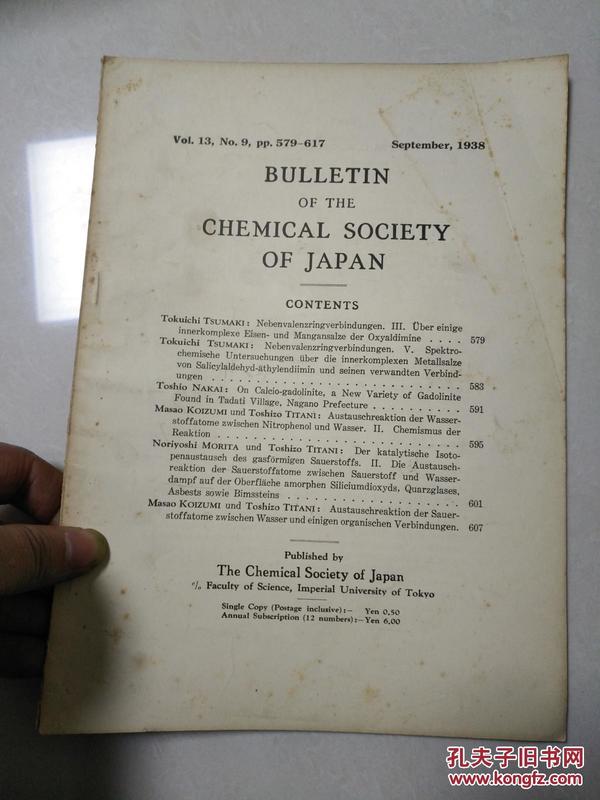 Vol. 13, No. 9, pp. 579-617 September, 1938
BULLETIN
OF THE
CHEMICAL SOCIETY
OF JAPAN
CONTENTS
Tokuichi TSUMAKI: Nebenvalenzringverbindungen. III. Über einige
innerkomplexe Eisen- und Mangansalze der Oxyaldimine . . . . 579
Tokuichi TSUMAKI: Nebenvalenzringverbindungen. V. Spektro-
chemische Untersuchungen über die innerkomplexen Metallsalze
von Salicylaldehyd-äthylendiimin und seinen verwandten Verbind-
ungen . . . . . . . . . . . . . . . . . . . . . . . . 583
Toshio NAKAI: On Calcio-gadolinite, a New Variety of Gadolinite
Found in Tadati Village, Nagano Prefecture . . . . . . . . . 591
Masao KOIZUMI und Toshizo TITANI: Austauschreaktion der Wasser-
stoffatome zwischen Nitrophenol und Wasser. II. Chemismus der
Reaktion . . . . . . . . . . . . . . . . . . . . . . . 595
Noriyoshi MORITA und Toshizo TITANI: Der katalytische Isoto-
penaustausch des gasförmigen Sauerstoffs. II. Die Austausch-
reaktion der Sauerstoffatome zwischen Sauerstoff und Wasser-
dampf auf der Oberfläche amorphen Siliciumdioxyds, Quarzglases,
Asbests sowie Bimssteins . . . . . . . . . . . . . . . . 601
Masao KOIZUMI und Toshizo TITANI: Austauschreaktion der Sauer-
stoffatome zwischen Wasser und einigen organischen Verbindungen. 607
Published by
The Chemical Society of Japan
c/o Faculty of Science, Imperial University of Tokyo
Single Copy (Postage inclusive):— Yen 0.50
Annual Subscription (12 numbers):—Yen 6.00
孔夫子旧书网
www.kongfz.com